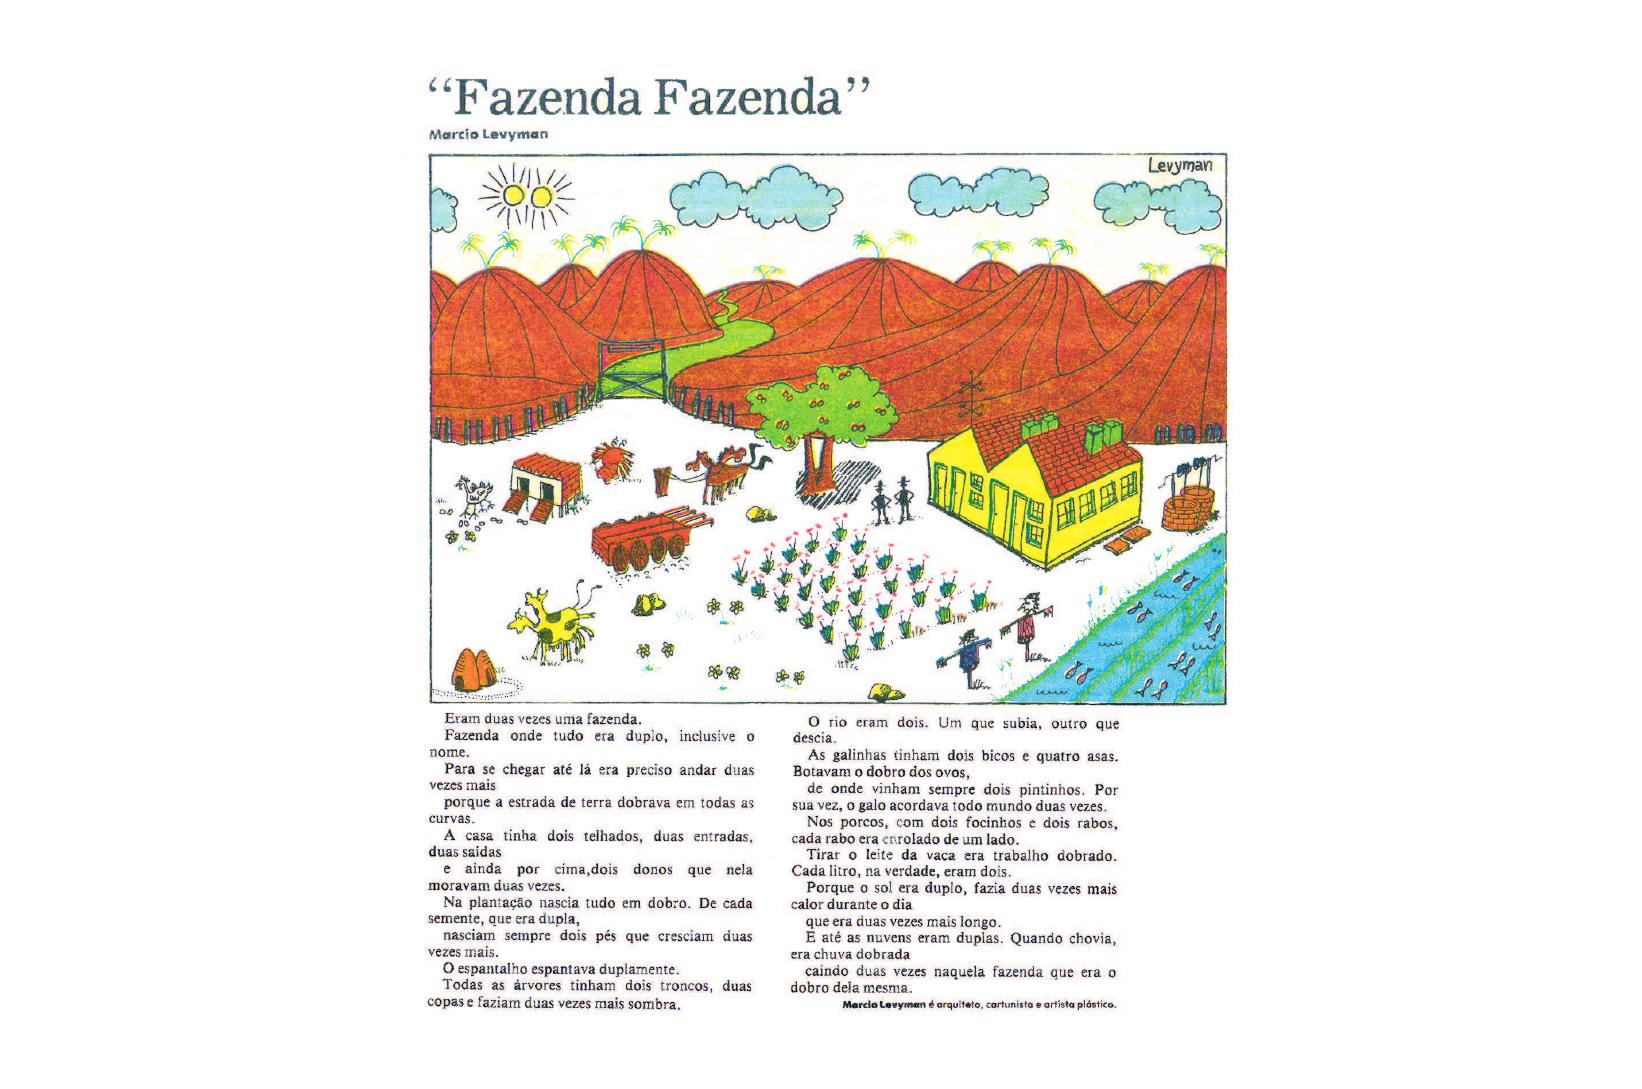 “Fazenda Fazenda”
Marcio Levyman
Levyman
Eram duas vezes uma fazenda.
Fazenda onde tudo era duplo, inclusive o
nome.
Para se chegar até lá era preciso andar duas
vezes mais
porque a estrada de terra dobrava em todas as
curvas.
A casa tinha dois telhados, duas entradas,
duas saídas
e ainda por cima,dois donos que nela
moravam duas vezes.
Na plantação nascia tudo em dobro. De cada
semente, que era dupla,
nasciam sempre dois pés que cresciam duas
vezes mais.
O espantalho espantava duplamente.
Todas as árvores tinham dois troncos, duas
copas e faziam duas vezes mais sombra.
O rio eram dois. Um que subia, outro que
descia.
As galinhas tinham dois bicos e quatro asas.
Botavam o dobro dos ovos,
de onde vinham sempre dois pintinhos. Por
sua vez, o galo acordava todo mundo duas vezes.
Nos porcos, com dois focinhos e dois rabos,
cada rabo era enrolado de um lado.
Tirar o leite da vaca era trabalho dobrado.
Cada litro, na verdade, eram dois.
Porque o sol era duplo, fazia duas vezes mais
calor durante o dia
que era duas vezes mais longo.
E até as nuvens eram duplas. Quando chovia,
era chuva dobrada
caindo duas vezes naquela fazenda que era o
dobro dela mesma.
Marcio Levyman é arquiteto, cartunista e artista plástico.